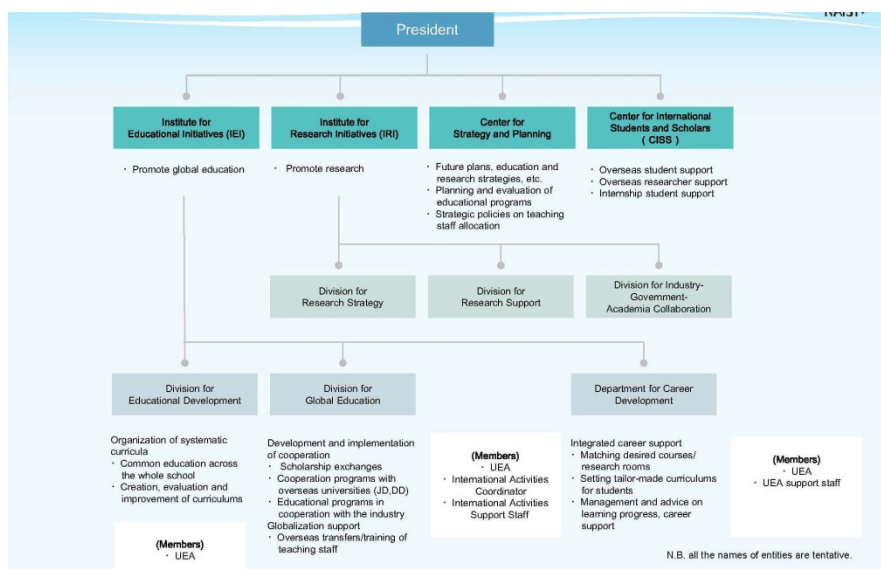 NAIST
President
Institute for
Educational Initiatives (IEI)
Institute for
Research Initiatives (IRI)
Center for
Strategy and Planning
Center for International
Students and Scholars
( CISS )
・ Promote global education
・ Promote research
・ Future plans, education and
research strategies, etc.
・ Planning and evaluation of
educational programs
・ Strategic policies on teaching
staff allocation
・ Overseas student support
・ Overseas researcher support
・ Internship student support
Division for
Research Strategy
Division for
Research Support
Division for Industry-
Government-
Academia Collaboration
Division for
Educational Development
Division for
Global Education
Department for Career
Development
Organization of systematic
curricula
・ Common education across
the whole school
・ Creation, evaluation and
improvement of curriculums
(Members)
・ UEA
Development and implementation
of cooperation
・ Scholarship exchanges
・ Cooperation programs with
overseas universities (JD,DD)
・ Educational programs in
cooperation with the industry
Globalization support
・ Overseas transfers/training of
teaching staff
(Members)
・ UEA
・ International Activities
Coordinator
・ International Activities
Support Staff
Integrated career support
・ Matching desired courses/
research rooms
・ Setting tailor-made curriculums
for students
・ Management and advice on
learning progress, career
support
(Members)
・ UEA
・ UEA support staff
N.B. all the names of entities are tentative.